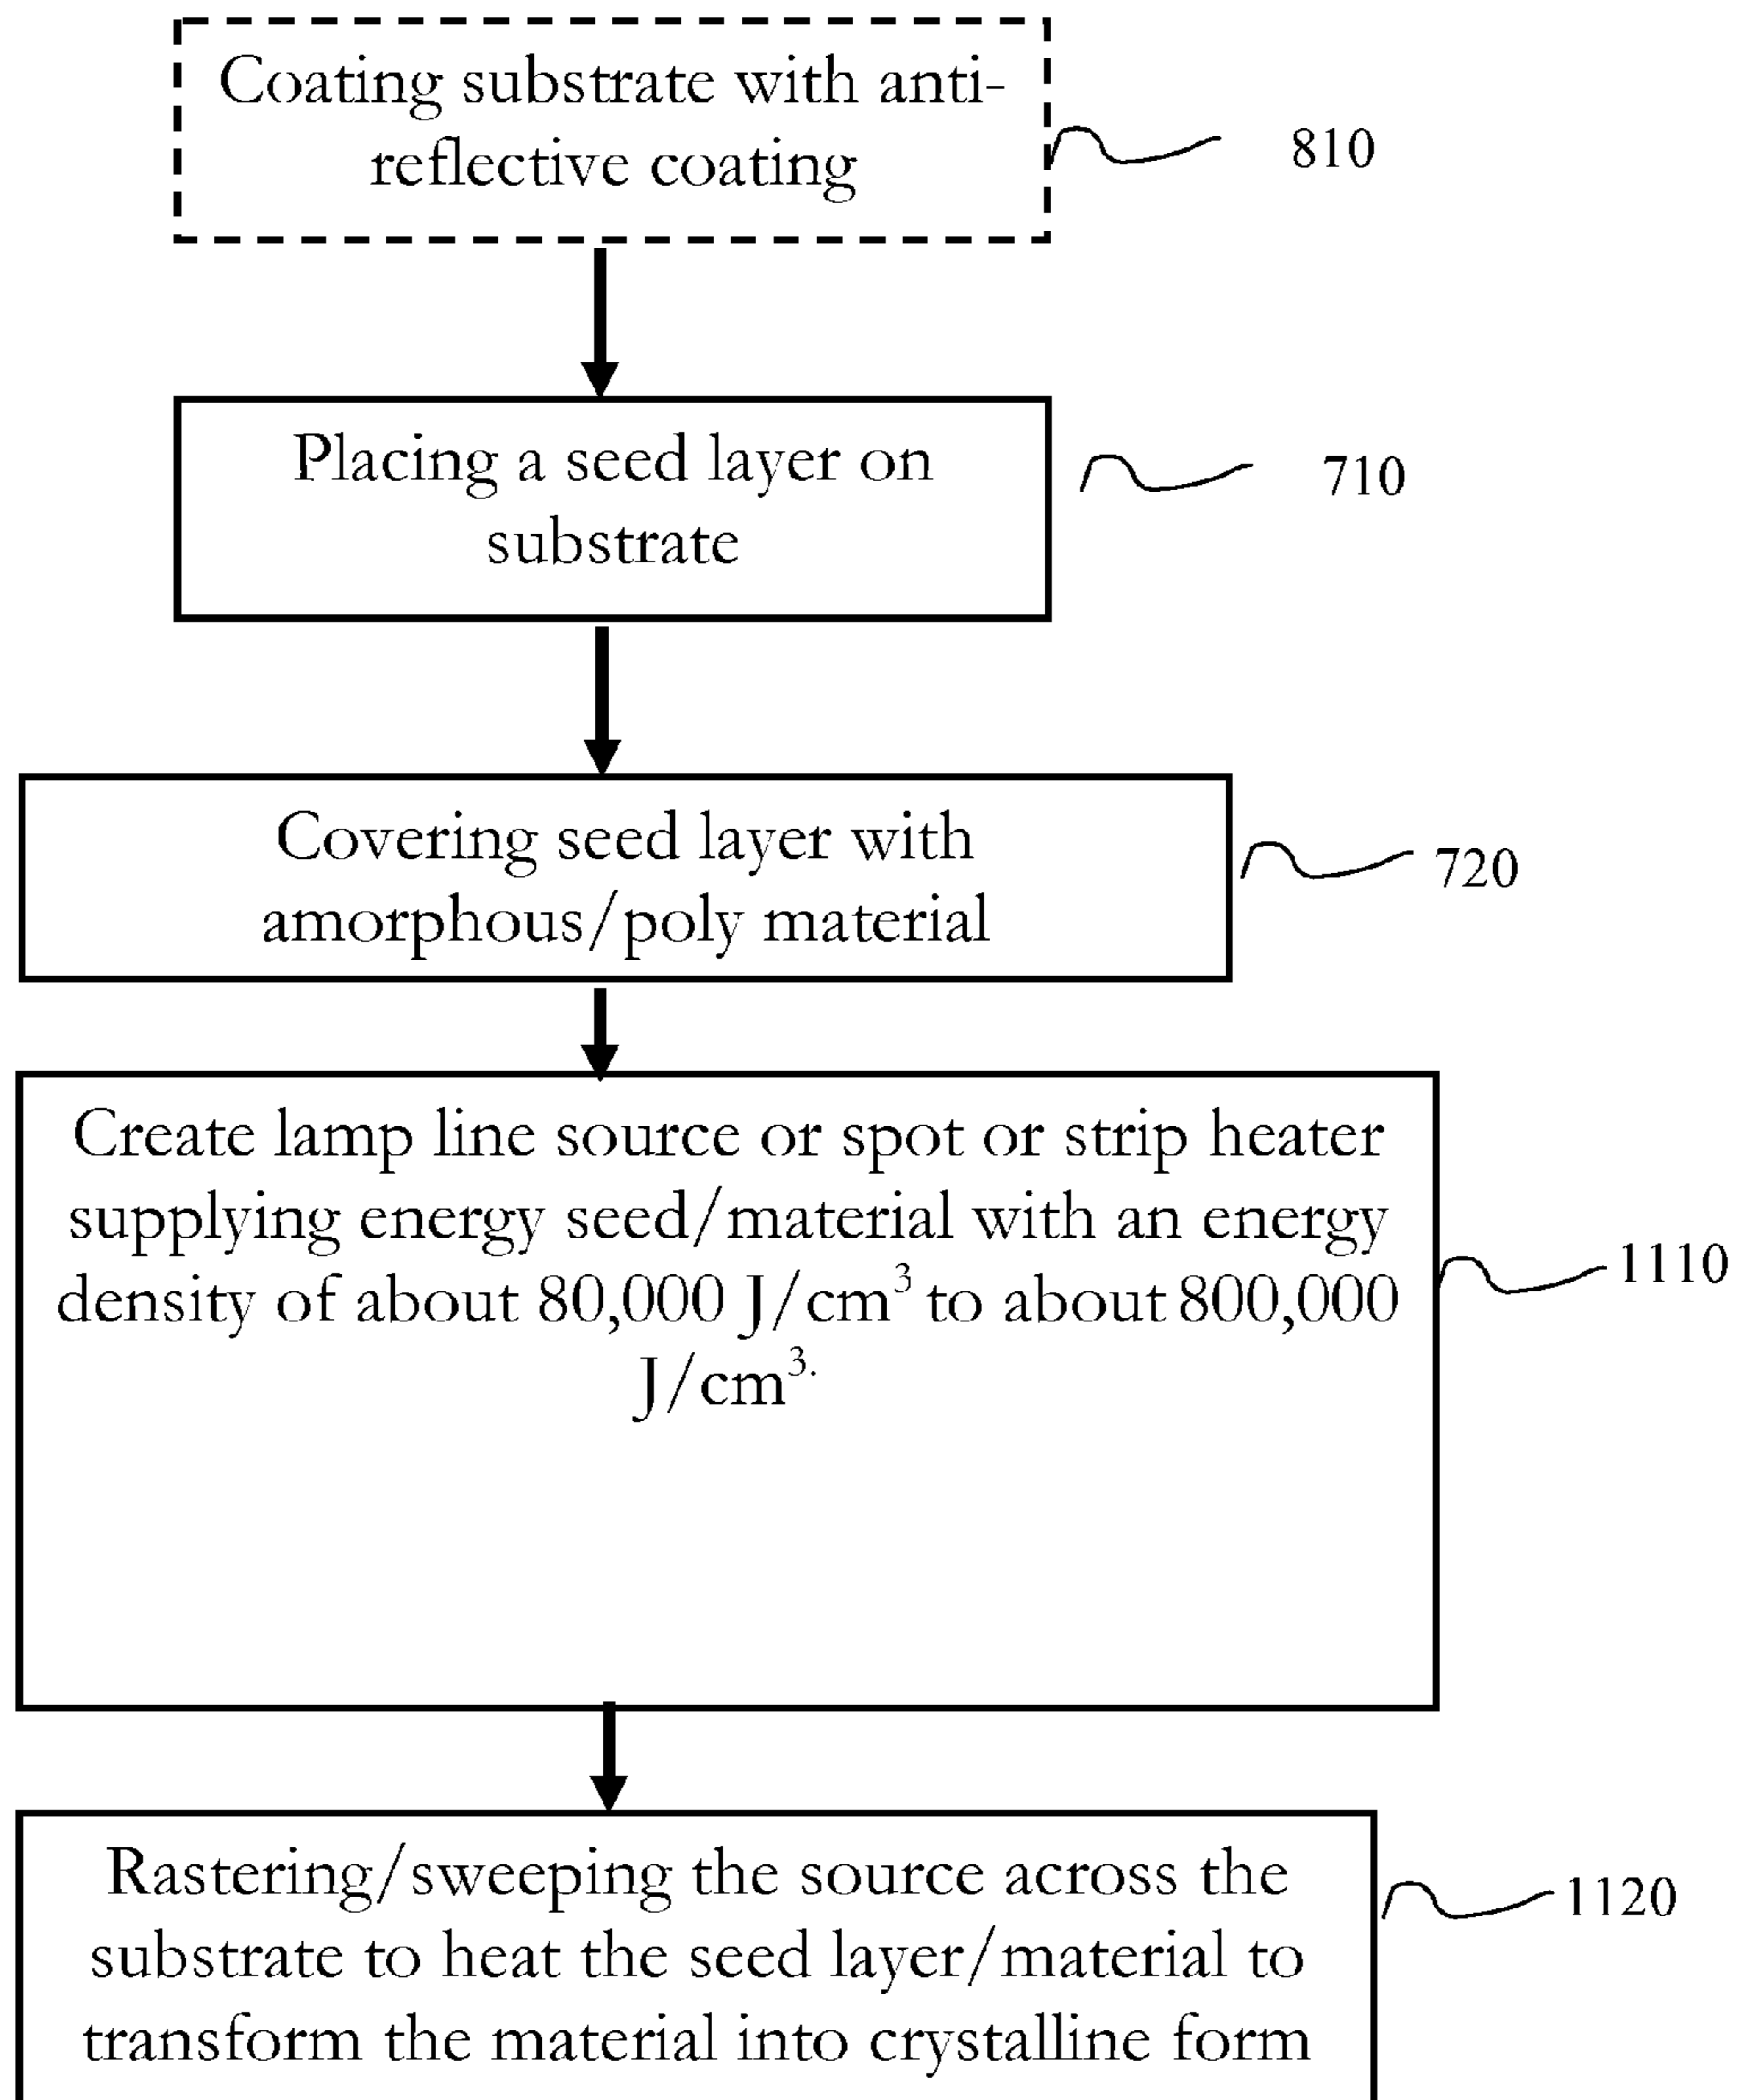 Coating substrate with anti-
reflective coating
810
Placing a seed layer on
substrate
710
Covering seed layer with
amorphous/poly material
720
Create lamp line source or spot or strip heater
supplying energy seed/material with an energy
density of about 80,000 J/cm³ to about 800,000
J/cm³.
1110
Rastering/sweeping the source across the
substrate to heat the seed layer/material to
transform the material into crystalline form
1120